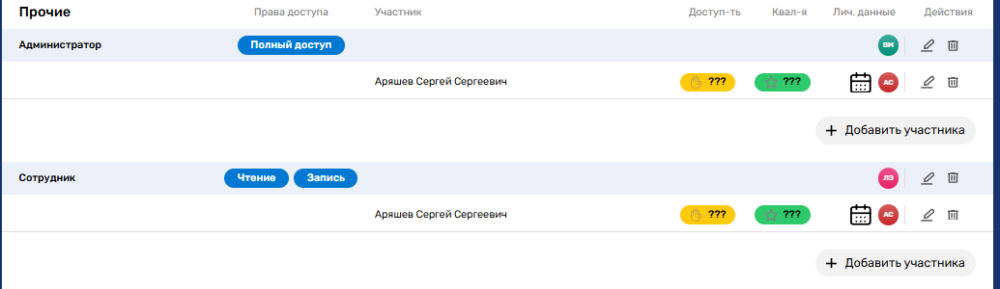 Прочие Права доступа Участник Доступ-ть Квал-я Лич. данные Действия
Администратор Полный доступ ВМ
Аряшев Сергей Сергеевич ??? ??? АС
+ Добавить участника
Сотрудник Чтение Запись ЛЗ
Аряшев Сергей Сергеевич ??? ??? АС
+ Добавить участника